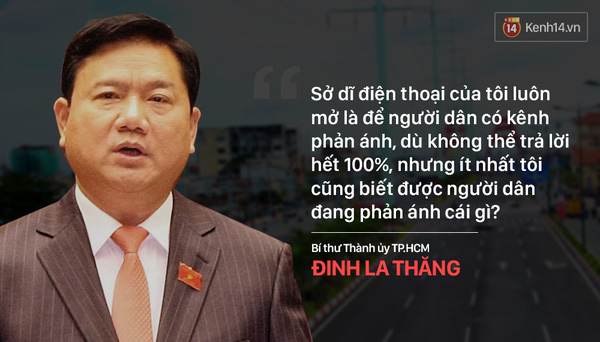 14 Kenh14.vn
Sở dĩ điện thoại của tôi luôn
mở là để người dân có kênh
phản ánh, dù không thể trả lời
hết 100%, nhưng ít nhất tôi
cũng biết được người dân
đang phản ánh cái gì?
Bí thư Thành ủy TP.HCM
ĐINH LA THĂNG